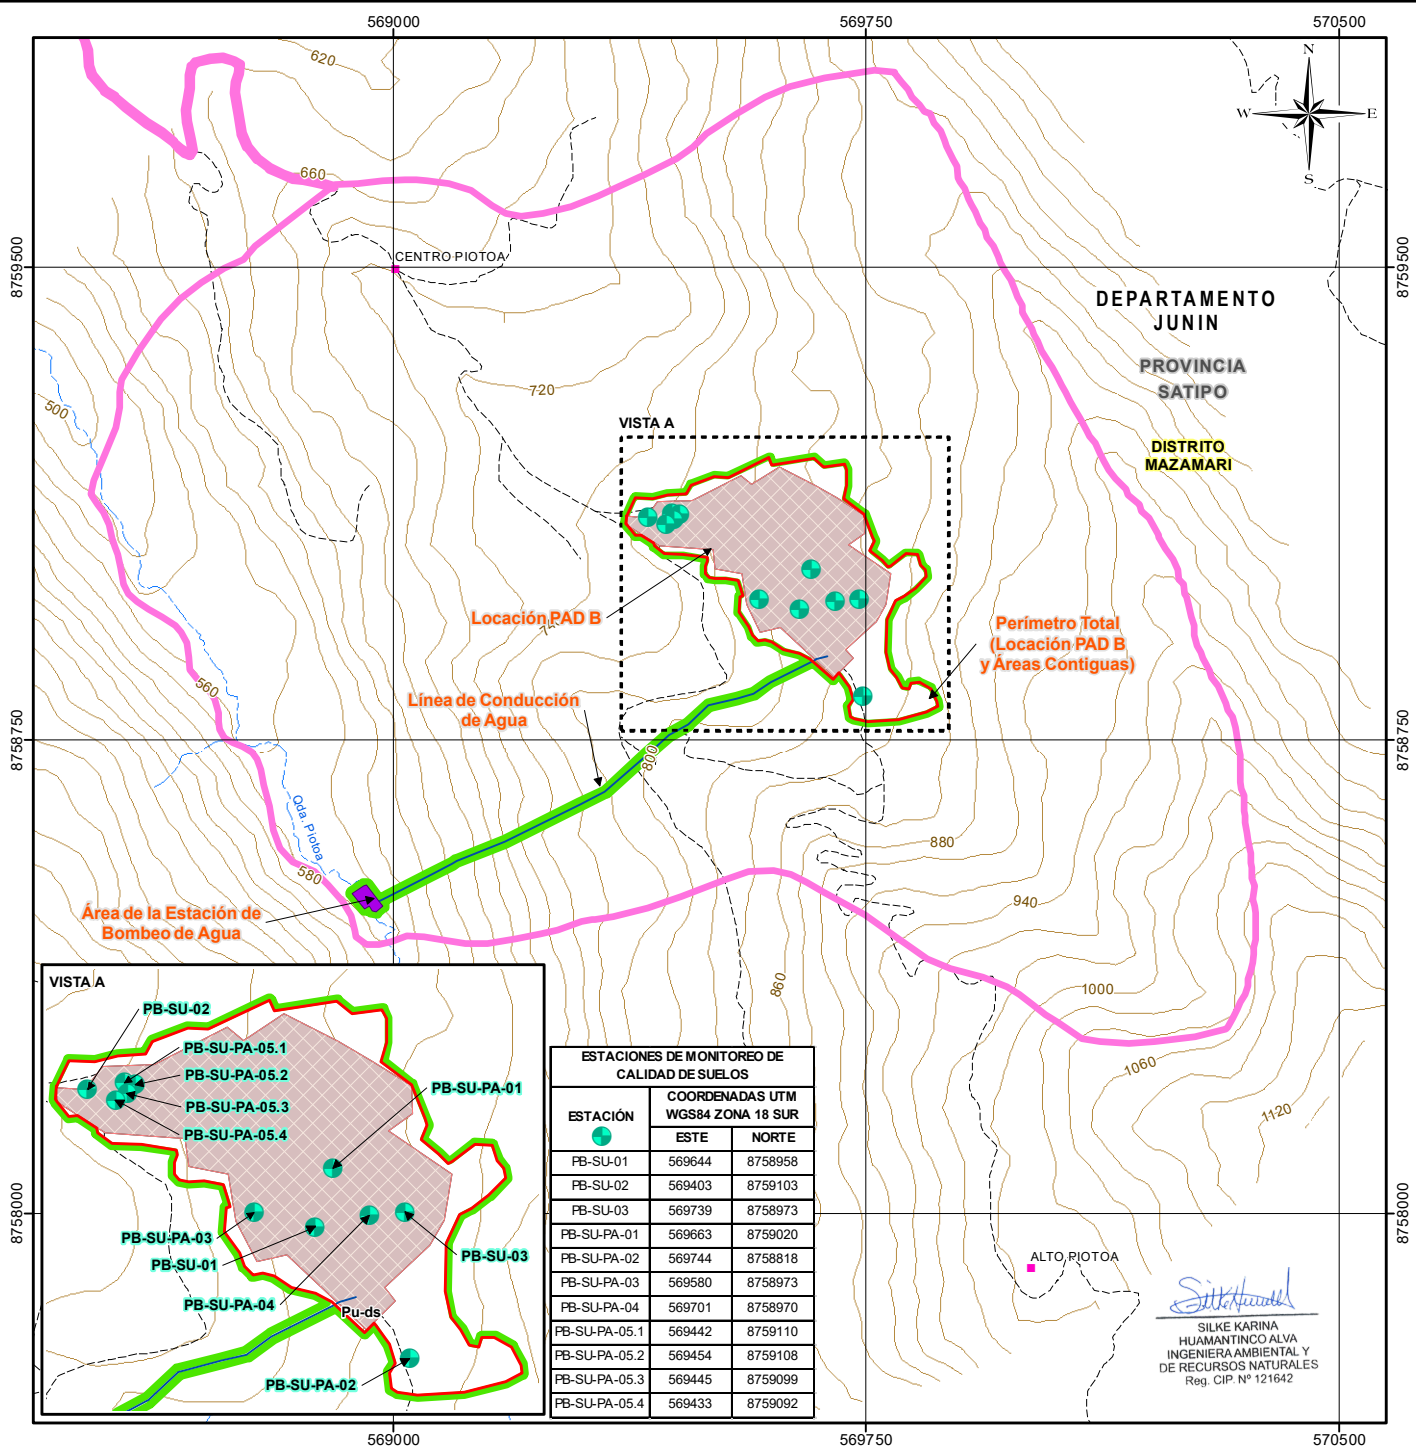 569000
569750
570500
620
N
W
E
S
660
CENTRO PIOTOA
8759500
8759500
DEPARTAMENTO
JUNIN
PROVINCIA
SATIPO
720
500
VISTA A
DISTRITO
MAZAMARI
Locación PAD B
Perímetro Total
(Locación PAD B
y Áreas Contiguas)
560
Línea de Conducción
de Agua
8758750
8758750
800
Qda. Piotoa
880
580
940
Área de la Estación de
Bombeo de Agua
860
1000
1060
1120
VISTA A
PB-SU-02
PB-SU-PA-05.1
PB-SU-PA-05.2
PB-SU-PA-05.3
PB-SU-PA-05.4
PB-SU-PA-01
PB-SU-PA-03
PB-SU-01
PB-SU-03
PB-SU-PA-04
Pu-ds
PB-SU-PA-02
ESTACIONES DE MONITOREO DE
CALIDAD DE SUELOS
ESTACIÓN
COORDENADAS UTM
WGS84 ZONA 18 SUR
ESTE NORTE
PB-SU-01 569644 8758958
PB-SU-02 569403 8759103
PB-SU-03 569739 8758973
PB-SU-PA-01 569663 8759020
PB-SU-PA-02 569744 8758818
PB-SU-PA-03 569580 8758973
PB-SU-PA-04 569701 8758970
PB-SU-PA-05.1 569442 8759110
PB-SU-PA-05.2 569454 8759108
PB-SU-PA-05.3 569445 8759099
PB-SU-PA-05.4 569433 8759092
8758000
8758000
ALTO PIOTOA
SILKE KARINA
HUAMANTINCO ALVA
INGENIERA AMBIENTAL Y
DE RECURSOS NATURALES
Reg. CIP. Nº 121642
569000
569750
570500